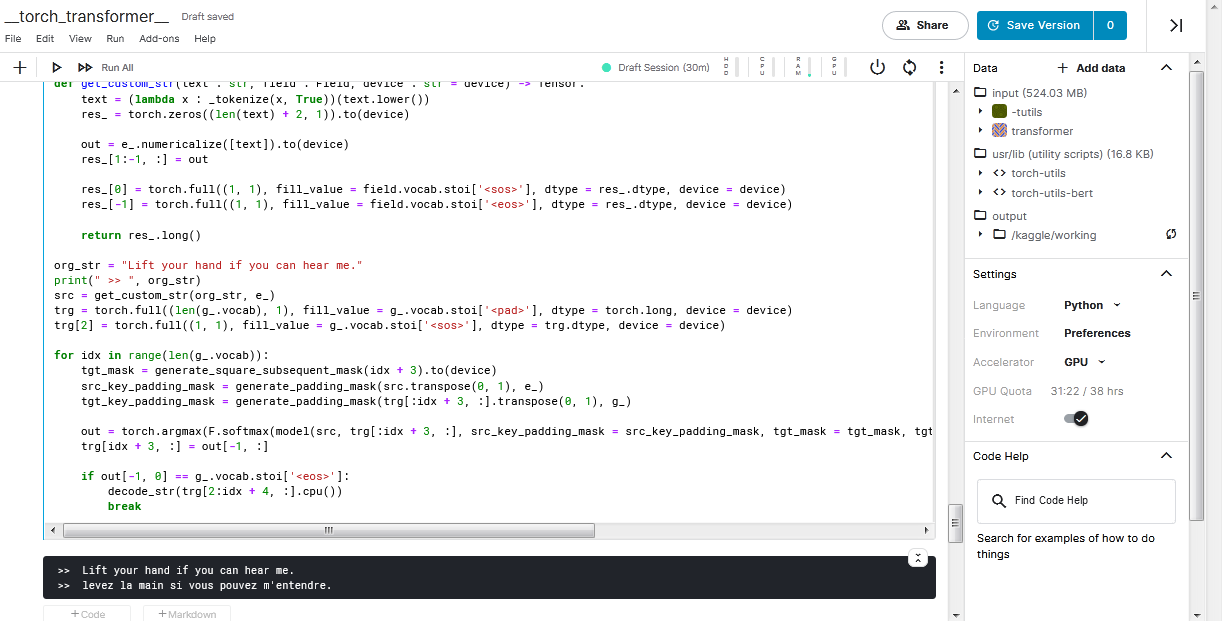 __torch_transformer__ Draft saved
File Edit View Run Add-ons Help
Share
Save Version 0
Run All
Draft Session (30m) HDD CPU RAM GPU
def get_custom_str(text : str, field : Field, device : str = device) -> Tensor:
    text = (lambda x : _tokenize(x, True))(text.lower())
    res_ = torch.zeros((len(text) + 2, 1)).to(device)
    out = e_.numericalize([text]).to(device)
    res_[1:-1, :] = out
    res_[0] = torch.full((1, 1), fill_value = field.vocab.stoi['<sos>'], dtype = res_.dtype, device = device)
    res_[-1] = torch.full((1, 1), fill_value = field.vocab.stoi['<eos>'], dtype = res_.dtype, device = device)
    return res_.long()
org_str = "Lift your hand if you can hear me."
print(" >> ", org_str)
src = get_custom_str(org_str, e_)
trg = torch.full((len(g_.vocab), 1), fill_value = g_.vocab.stoi['<pad>'], dtype = torch.long, device = device)
trg[2] = torch.full((1, 1), fill_value = g_.vocab.stoi['<sos>'], dtype = trg.dtype, device = device)
for idx in range(len(g_.vocab)):
    tgt_mask = generate_square_subsequent_mask(idx + 3).to(device)
    src_key_padding_mask = generate_padding_mask(src.transpose(0, 1), e_)
    tgt_key_padding_mask = generate_padding_mask(trg[:idx + 3, :].transpose(0, 1), g_)
    out = torch.argmax(F.softmax(model(src, trg[:idx + 3, :], src_key_padding_mask = src_key_padding_mask, tgt_mask = tgt_mask, tgt
    trg[idx + 3, :] = out[-1, :]
    if out[-1, 0] == g_.vocab.stoi['<eos>']:
        decode_str(trg[2:idx + 4, :].cpu())
        break
>> Lift your hand if you can hear me.
>> levez la main si vous pouvez m'entendre.
+ Code + Markdown
Data + Add data
input (524.03 MB)
-tutils
transformer
usr/lib (utility scripts) (16.8 KB)
<> torch-utils
<> torch-utils-bert
output
/kaggle/working
Settings
Language Python
Environment Preferences
Accelerator GPU
GPU Quota 31:22 / 38 hrs
Internet
Code Help
Find Code Help
Search for examples of how to do
things